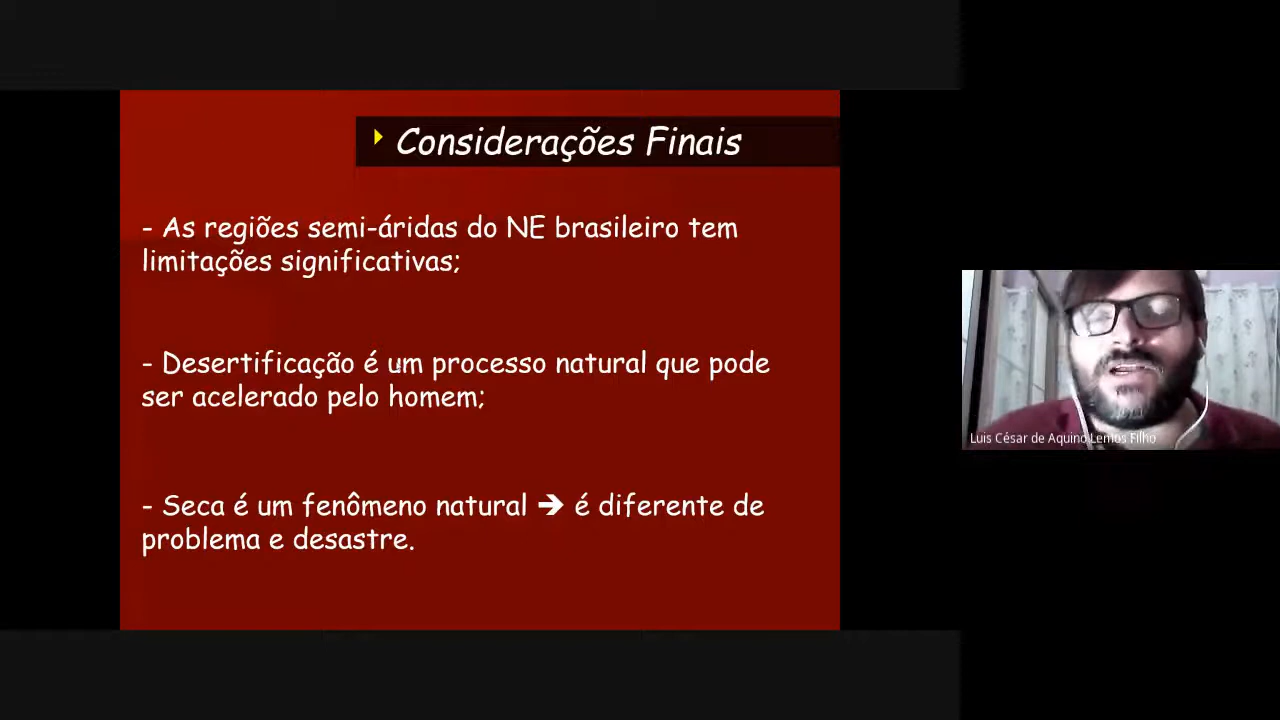 Considerações Finais
- As regiões semi-áridas do NE brasileiro tem
limitações significativas;
- Desertificação é um processo natural que pode
ser acelerado pelo homem;
- Seca é um fenômeno natural ➔ é diferente de
problema e desastre.
Luis César de Aquino Lemos Filho